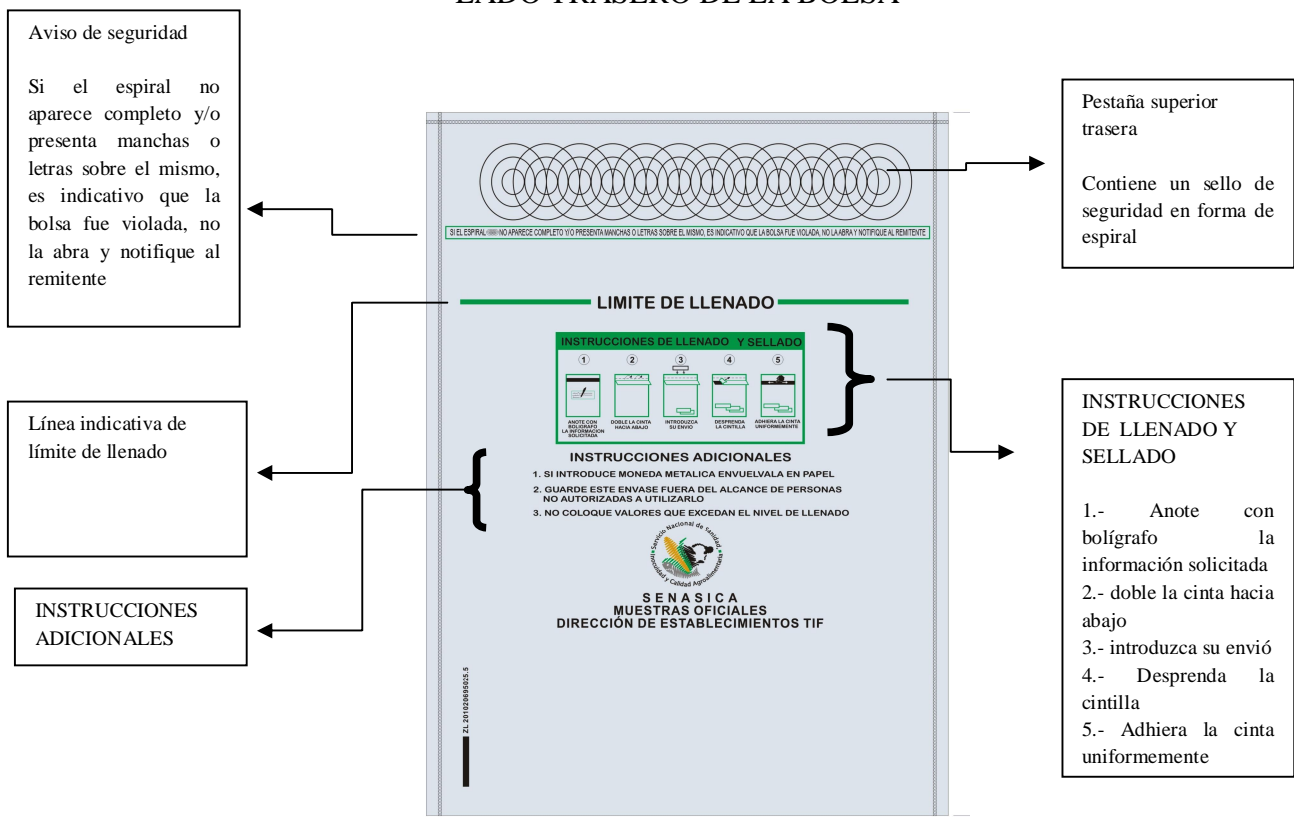 LADO TRASERO DE LA BOLSA
Aviso de seguridad
Si el espiral no
aparece completo y/o
presenta manchas o
letras sobre el mismo,
es indicativo que la
bolsa fue violada, no
la abra y notifique al
remitente
Línea indicativa de
límite de llenado
INSTRUCCIONES
ADICIONALES
SI EL ESPIRAL NO APARECE COMPLETO Y/O PRESENTA MANCHAS O LETRAS SOBRE EL MISMO, ES INDICATIVO QUE LA BOLSA FUE VIOLADA, NO LA ABRA Y NOTIFIQUE AL REMITENTE
LIMITE DE LLENADO
INSTRUCCIONES DE LLENADO Y SELLADO
1 2 3 4 5
ANOTE CON
BOLIGRAFO
LA INFORMACION
SOLICITADA
DOBLE LA CINTA
HACIA ABAJO
INTRODUZCA
SU ENVIO
DESPRENDA
LA CINTILLA
ADHIERA LA CINTA
UNIFORMEMENTE
INSTRUCCIONES ADICIONALES
1. SI INTRODUCE MONEDA METALICA ENVUELVALA EN PAPEL
2. GUARDE ESTE ENVASE FUERA DEL ALCANCE DE PERSONAS
NO AUTORIZADAS A UTILIZARLO
3. NO COLOQUE VALORES QUE EXCEDAN EL NIVEL DE LLENADO
Servicio Nacional de Sanidad,
Inocuidad y Calidad Agroalimentaria
SENASICA
MUESTRAS OFICIALES
DIRECCIÓN DE ESTABLECIMIENTOS TIF
ZL 201020695025.5
Pestaña superior
trasera
Contiene un sello de
seguridad en forma de
espiral
INSTRUCCIONES
DE LLENADO Y
SELLADO
1.- Anote con
bolígrafo la
información solicitada
2.- doble la cinta hacia
abajo
3.- introduzca su envió
4.- Desprenda la
cintilla
5.- Adhiera la cinta
uniformemente